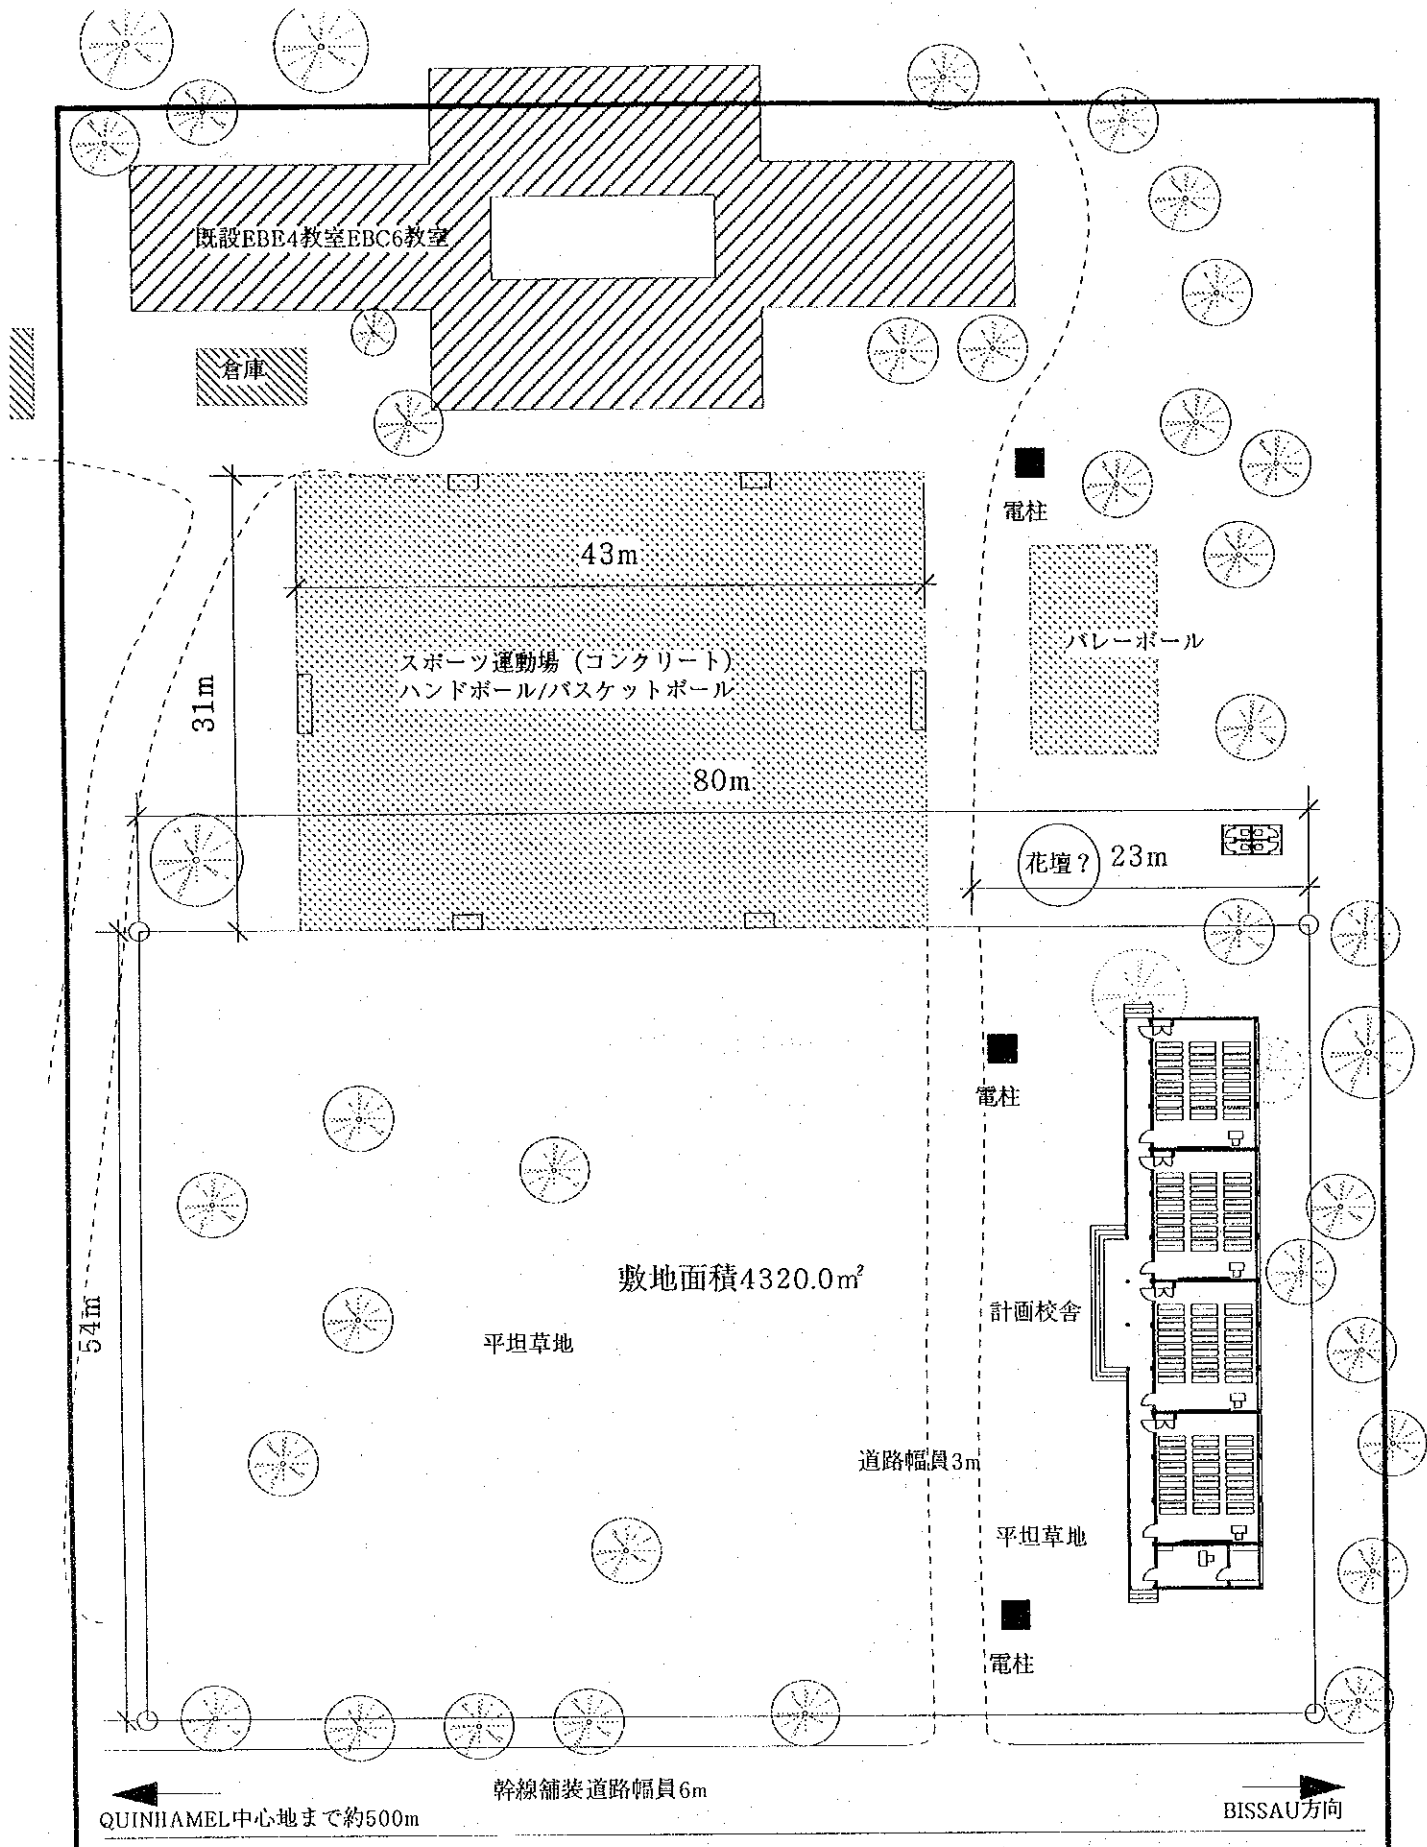 既設EBE4教室EBC6教室
倉庫
電柱
43m
バレーボール
スポーツ運動場（コンクリート）
ハンドボール/バスケットボール
31m
80m
花壇？
23m
電柱
敷地面積4320.0㎡
計画校舎
平坦草地
54m
道路幅員3m
平坦草地
電柱
幹線舗装道路幅員6m
QUINHAMEL中心地まで約500m
BISSAU方向